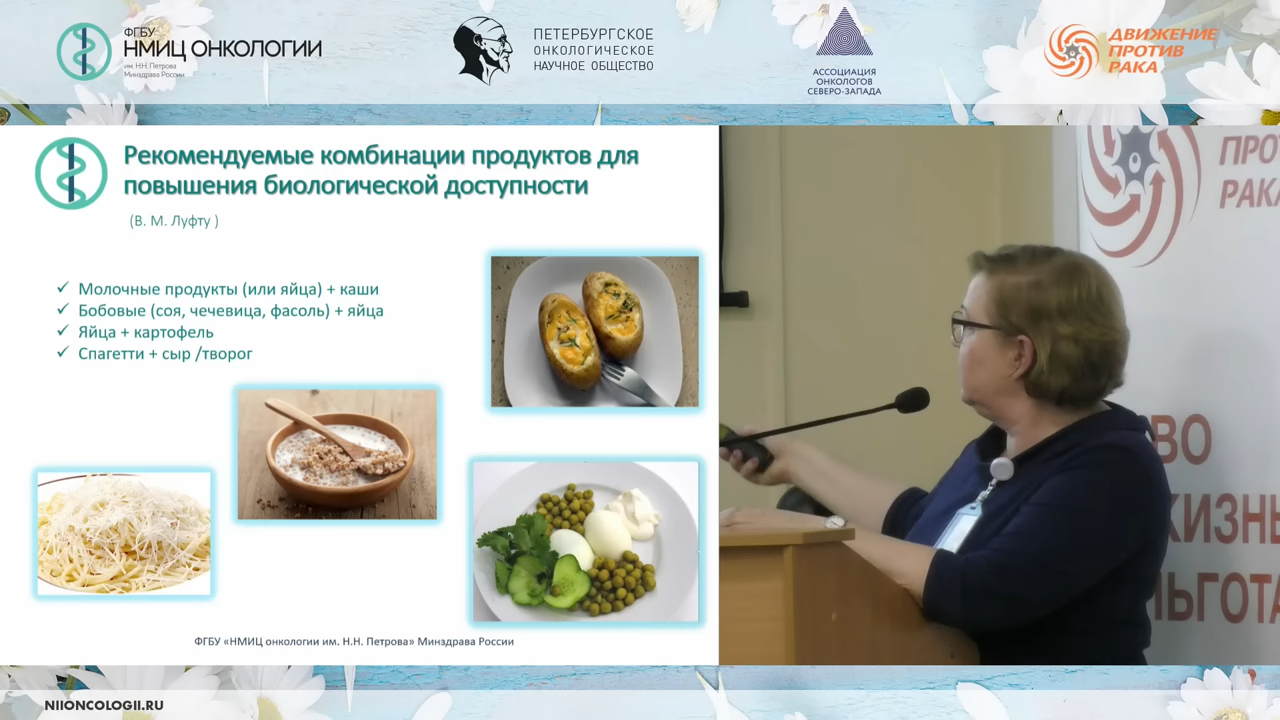 ФГБУ
НМИЦ ОНКОЛОГИИ
им. Н.Н. Петрова
Минздрава России
ПЕТЕРБУРГСКОЕ
ОНКОЛОГИЧЕСКОЕ
НАУЧНОЕ ОБЩЕСТВО
АССОЦИАЦИЯ
ОНКОЛОГОВ
СЕВЕРО-ЗАПАДА
ДВИЖЕНИЕ
ПРОТИВ
РАКА
Рекомендуемые комбинации продуктов для
повышения биологической доступности
(В. М. Луфту )
✓ Молочные продукты (или яйца) + каши
✓ Бобовые (соя, чечевица, фасоль) + яйца
✓ Яйца + картофель
✓ Спагетти + сыр /творог
ФГБУ «НМИЦ онкологии им. Н.Н. Петрова» Минздрава России
ПРО
РАКА
ВО
ЖИЗНЬ
ЛЬГОТА
NIIONCOLOGII.RU